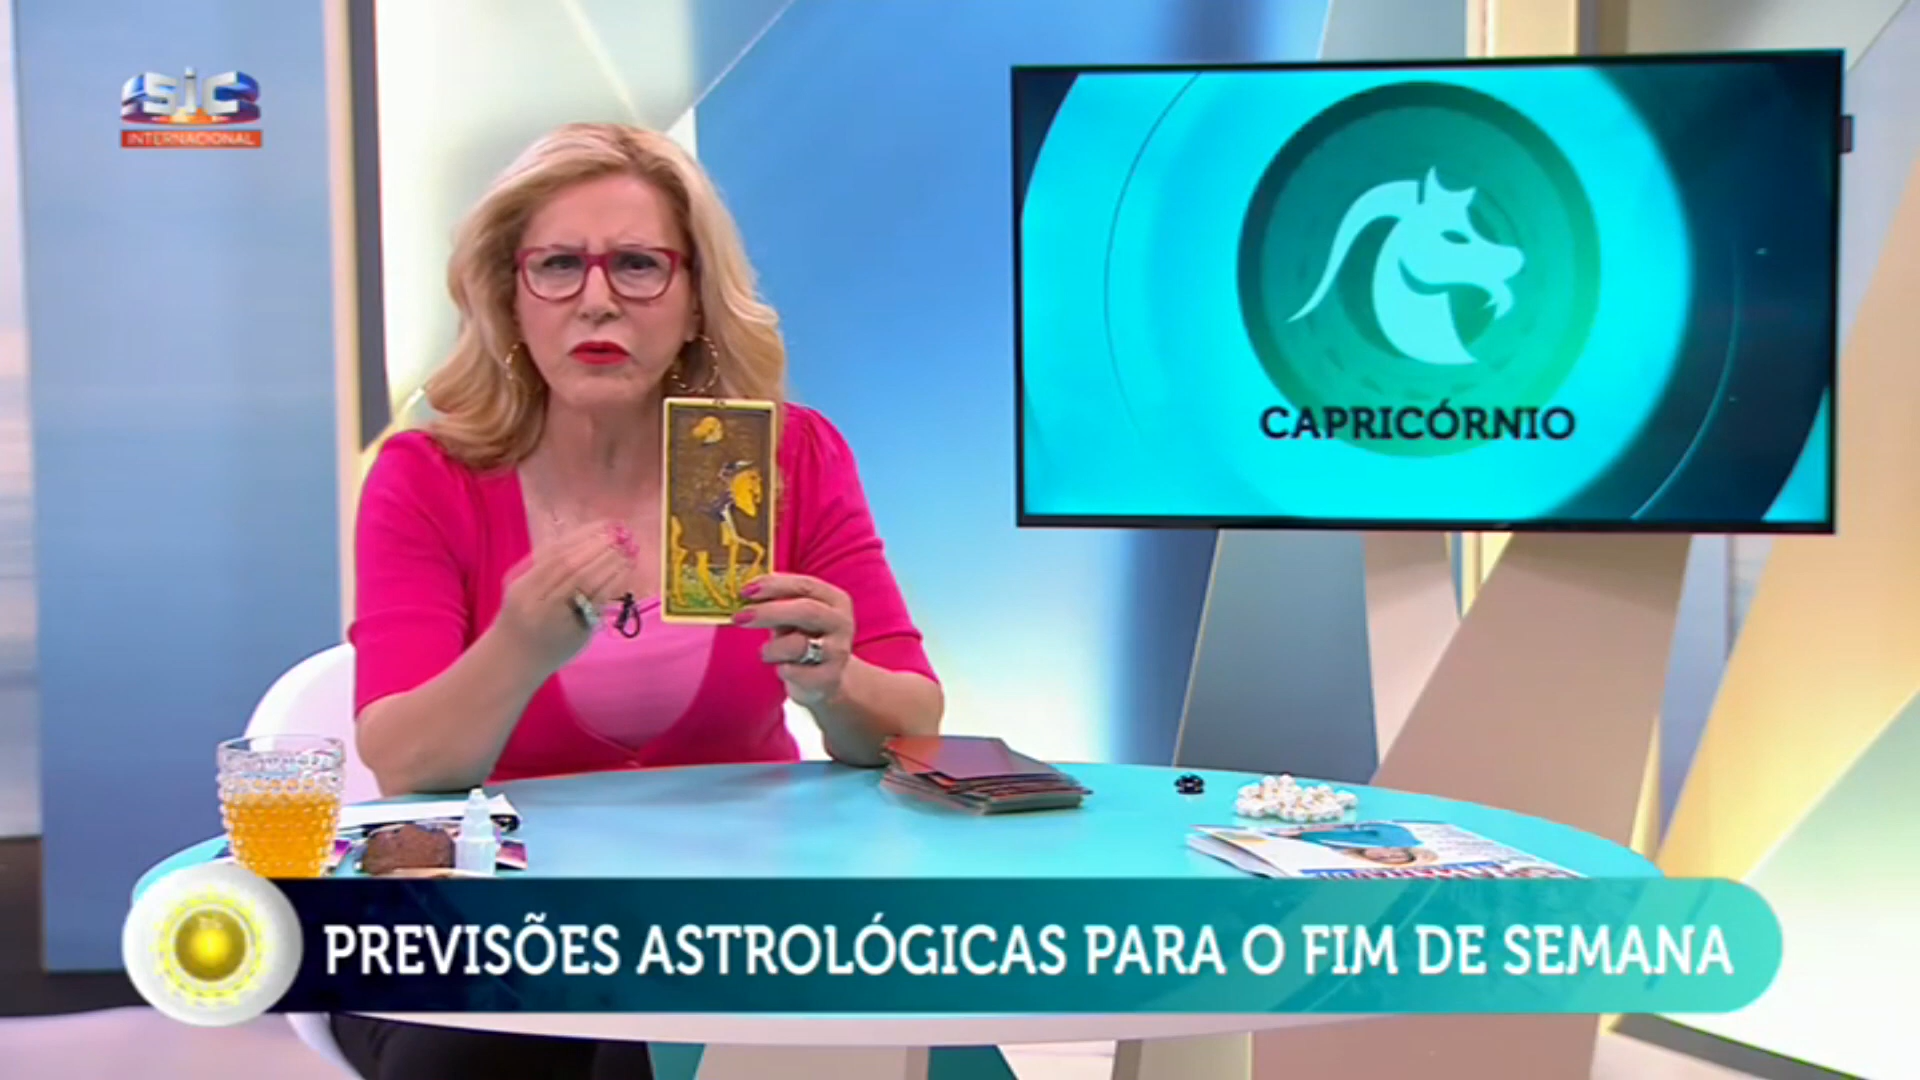 SIC
INTERNACIONAL
CAPRICÓRNIO
PREVISÕES ASTROLÓGICAS PARA O FIM DE SEMANA